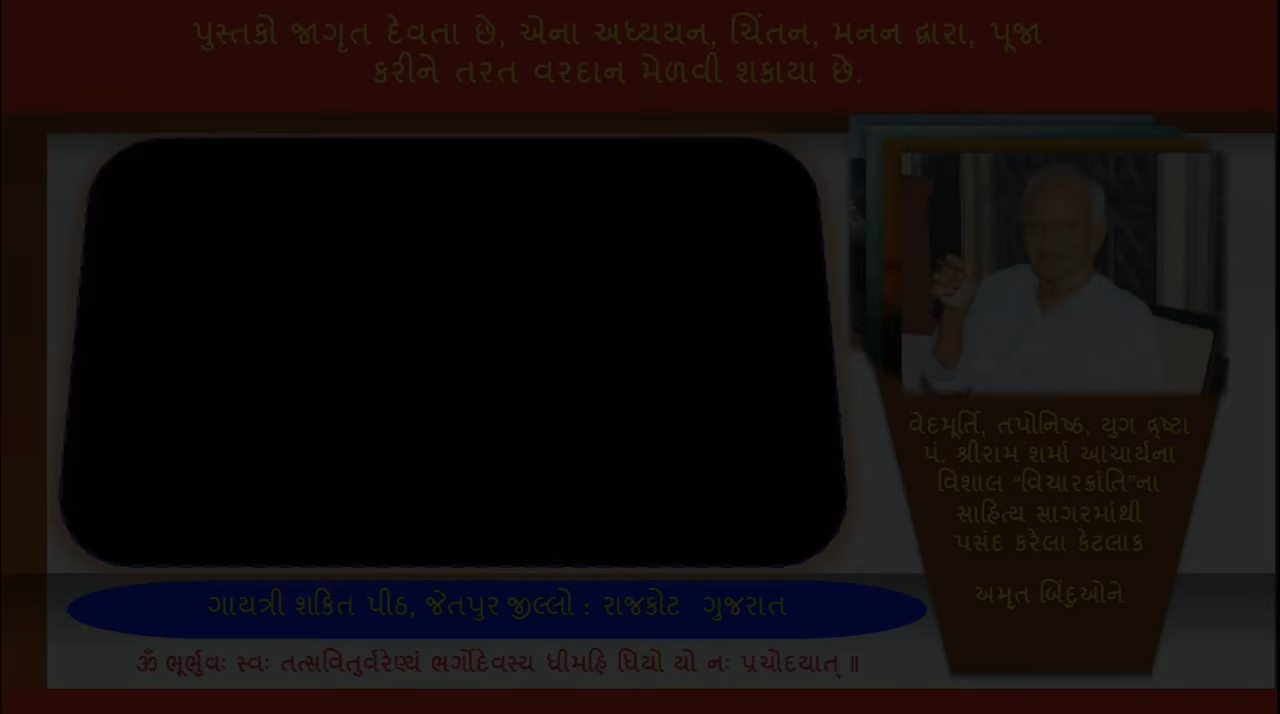 પુસ્તકો જાગૃત દેવતા છે, એના અધ્યયન, ચિંતન, મનન દ્વારા, પૂજા
કરીને તરત વરદાન મેળવી શકાયા છે.
વેદમૂર્તિ, તપોનિષ્ઠ, યુગ દ્રષ્ટા
પં. શ્રીરામ શર્મા આચાર્યના
વિશાલ “વિચારક્રાંતિ”ના
સાહિત્ય સાગરમાંથી
પસંદ કરેલા કેટલાક
અમૃત બિંદુઓને
ગાયત્રી શકિત પીઠ, જેતપુર જીલ્લો : રાજકોટ ગુજરાત
ૐ ભૂર્ભુવઃ સ્વઃ તત્સવિતુર્વરેણ્યં ભર્ગોદેવસ્ય ધીમહિ ધિયો યો નઃ પ્રચોદયાત્ ॥